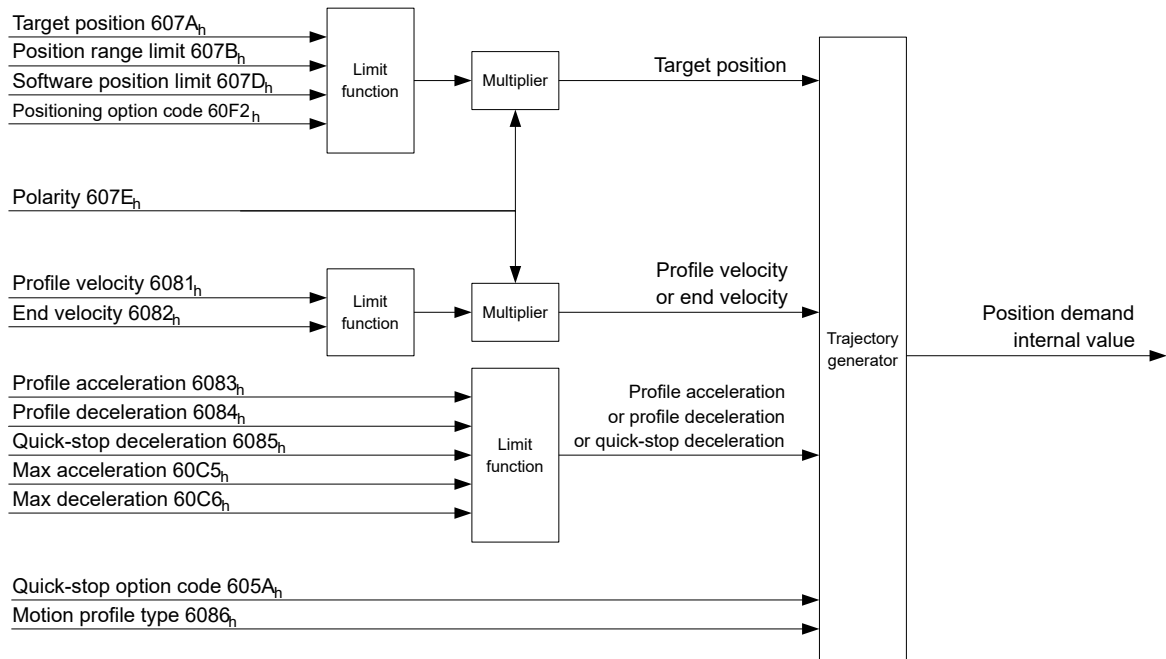 Target position 607Ah
Position range limit 607Bh
Software position limit 607Dh
Positioning option code 60F2h
Limit
function
Multiplier
Target position
Polarity 607Eh
Profile velocity 6081h
End velocity 6082h
Limit
function
Multiplier
Profile velocity
or end velocity
Trajectory
generator
Position demand
internal value
Profile acceleration 6083h
Profile deceleration 6084h
Quick-stop deceleration 6085h
Max acceleration 60C5h
Max deceleration 60C6h
Limit
function
Profile acceleration
or profile deceleration
or quick-stop deceleration
Quick-stop option code 605Ah
Motion profile type 6086h